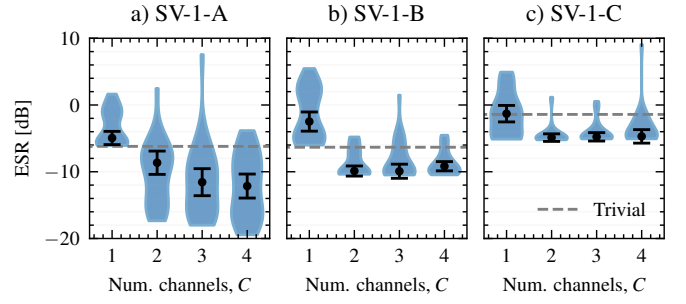 a) SV-1-A b) SV-1-B c) SV-1-C
10
0
−10
−20
ESR [dB]
1 2 3 4 1 2 3 4 1 2 3 4
Trivial
Num. channels, C Num. channels, C Num. channels, C